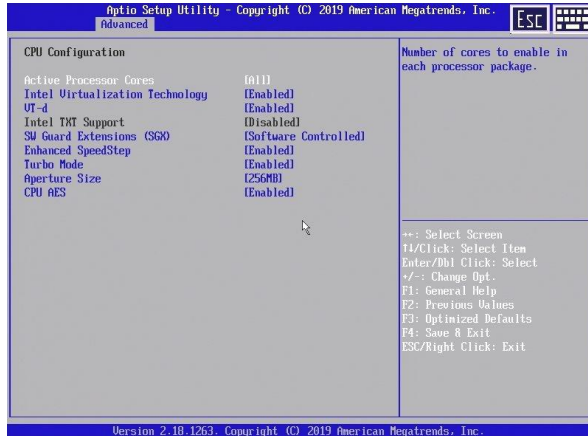 Aptio Setup Utility - Copyright (C) 2019 American Megatrends, Inc.
Advanced
Esc
CPU Configuration
Active Processor Cores [All]
Intel Virtualization Technology [Enabled]
VT-d [Enabled]
Intel TXT Support [Disabled]
SW Guard Extensions (SGX) [Software Controlled]
Enhanced SpeedStep [Enabled]
Turbo Mode [Enabled]
Aperture Size [256MB]
CPU AES [Enabled]
Number of cores to enable in
each processor package.
↔: Select Screen
↑↓/Click: Select Item
Enter/Dbl Click: Select
+/-: Change Opt.
F1: General Help
F2: Previous Values
F3: Optimized Defaults
F4: Save & Exit
ESC/Right Click: Exit
Version 2.18.1263. Copyright (C) 2019 American Megatrends, Inc.